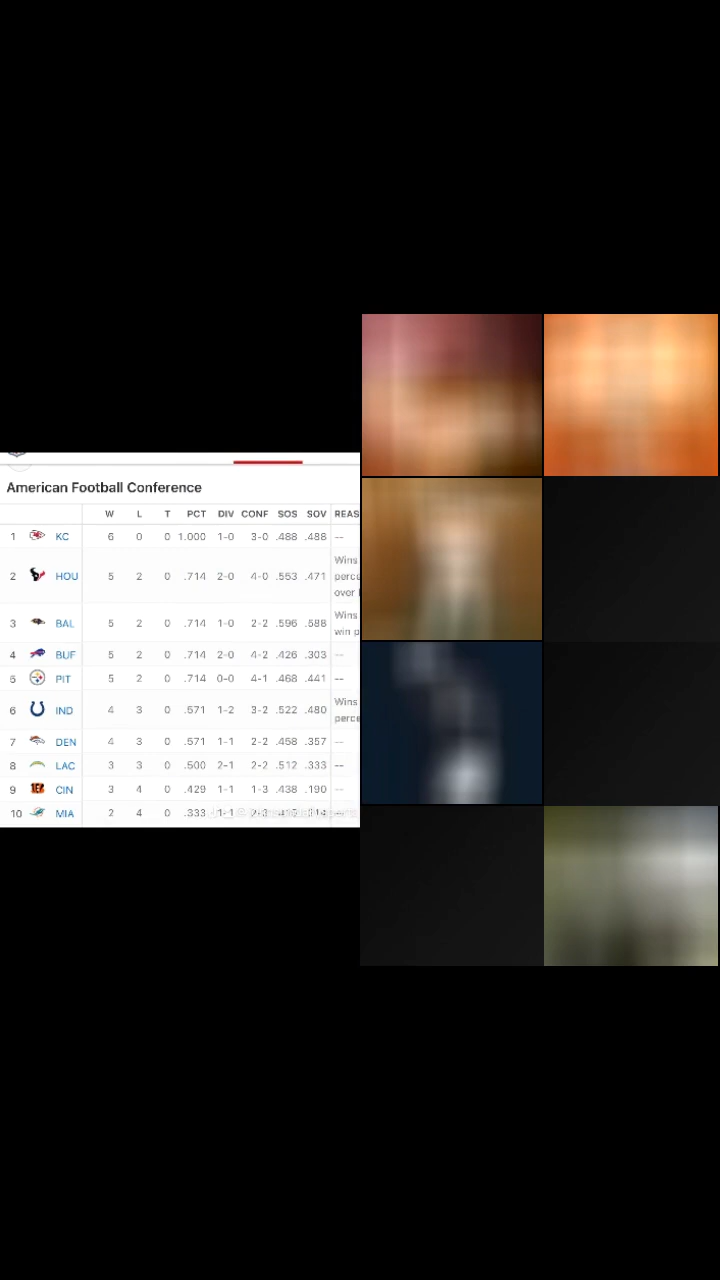 American Football Conference
W L T PCT DIV CONF SOS SOV REAS
1 KC 6 0 0 1.000 1-0 3-0 .488 .488 --
Wins
2 HOU 5 2 0 .714 2-0 4-0 .553 .471 perce
over
Wins
3 BAL 5 2 0 .714 1-0 2-2 .596 .588
win p
4 BUF 5 2 0 .714 2-0 4-2 .426 .303 --
5 PIT 5 2 0 .714 0-0 4-1 .468 .441 --
Wins
6 IND 4 3 0 .571 1-2 3-2 .522 .480
perce
7 DEN 4 3 0 .571 1-1 2-2 .458 .357 --
8 LAC 3 3 0 .500 2-1 2-2 .512 .333 --
9 CIN 3 4 0 .429 1-1 1-3 .438 .190 --
10 MIA 2 4 0 .333 1-1